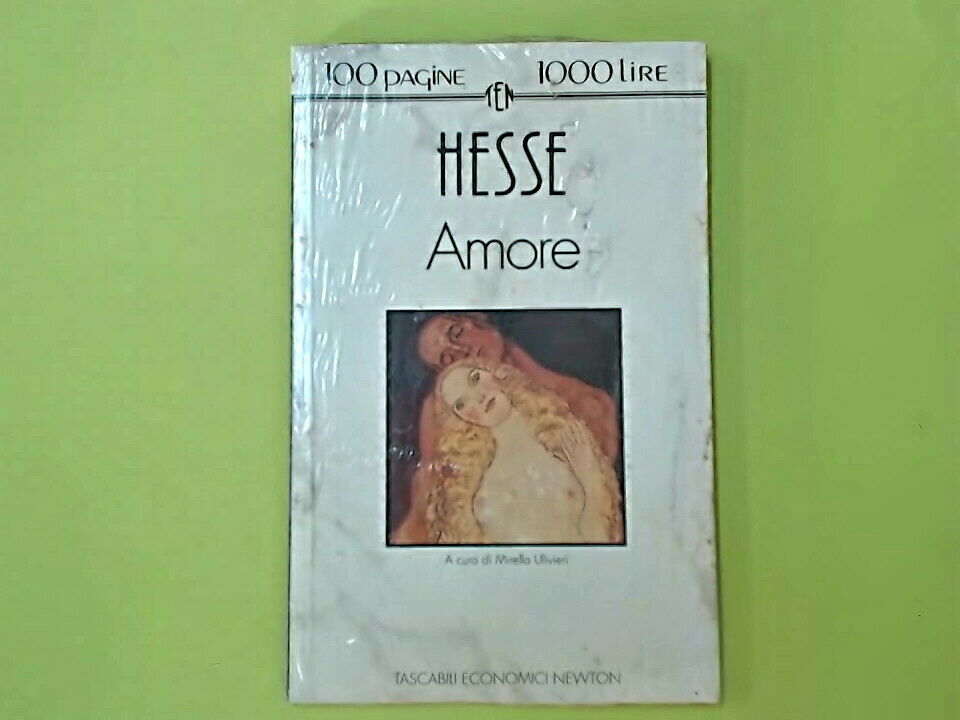 100 PAGINE 1000 LIRE
TEN
HESSE
Amore
A cura di Mirella Ulivieri
TASCABILI ECONOMICI NEWTON